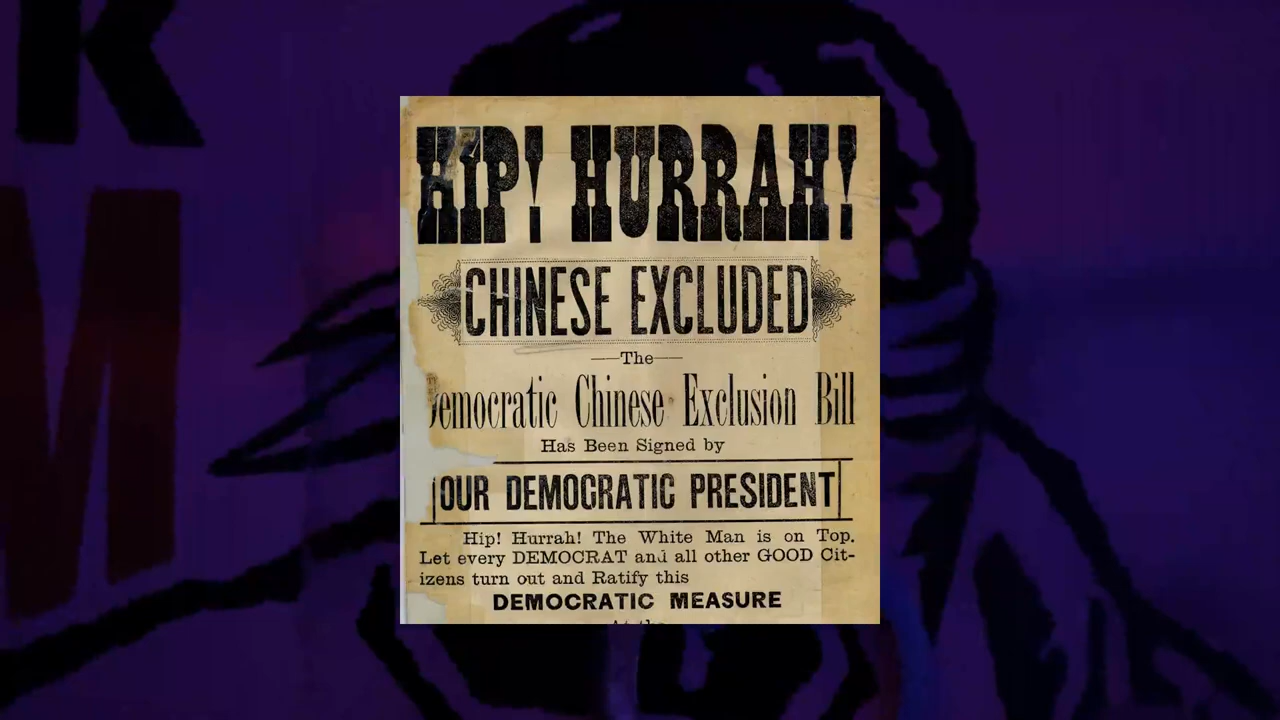 K
M
HIP! HURRAH!
CHINESE EXCLUDED
The
Democratic Chinese Exclusion Bill
Has Been Signed by
OUR DEMOCRATIC PRESIDENT
Hip! Hurrah! The White Man is on Top.
Let every DEMOCRAT and all other GOOD Cit-
izens turn out and Ratify this
DEMOCRATIC MEASURE
At the